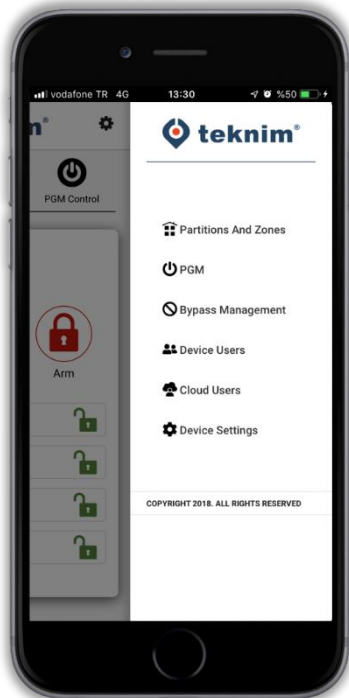 vodafone TR 4G 13:30 %50
m®
teknim®
PGM Control
Partitions And Zones
PGM
Bypass Management
Arm
Device Users
Cloud Users
Device Settings
COPYRIGHT 2018. ALL RIGHTS RESERVED